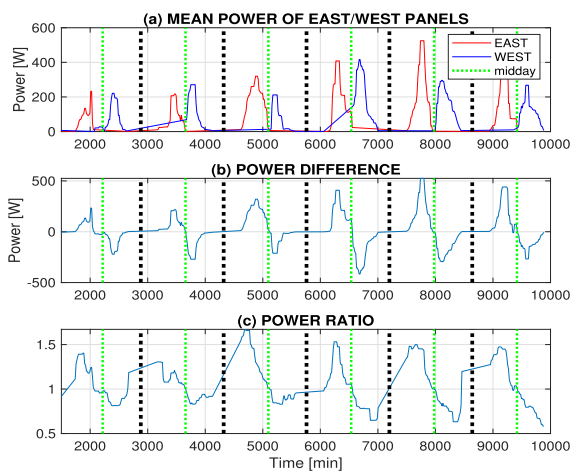 (a) MEAN POWER OF EAST/WEST PANELS
600
400
200
0
Power [W]
EAST
WEST
midday
2000 3000 4000 5000 6000 7000 8000 9000 10000
(b) POWER DIFFERENCE
500
0
-500
Power [W]
2000 3000 4000 5000 6000 7000 8000 9000 10000
(c) POWER RATIO
1.5
1
0.5
2000 3000 4000 5000 6000 7000 8000 9000 10000
Time [min]